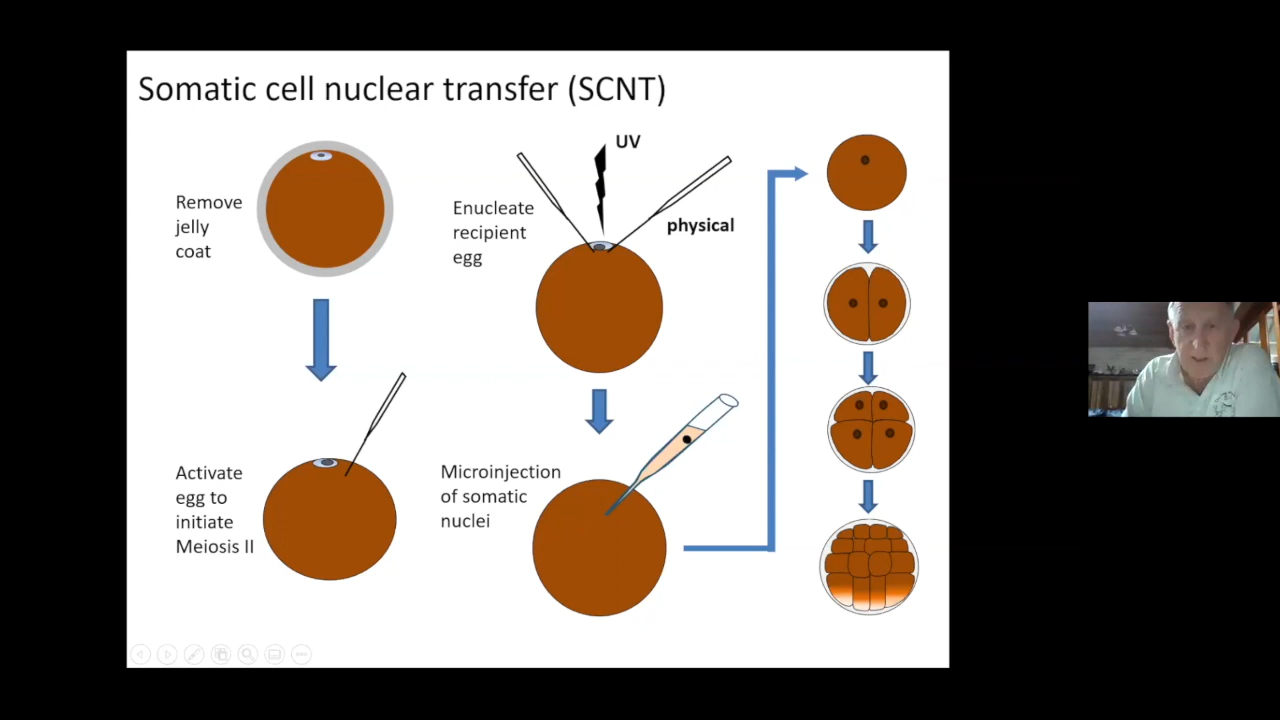 Somatic cell nuclear transfer (SCNT)
Remove
jelly
coat
Activate
egg to
initiate
Meiosis II
UV
Enucleate
recipient
egg
physical
Microinjection
of somatic
nuclei